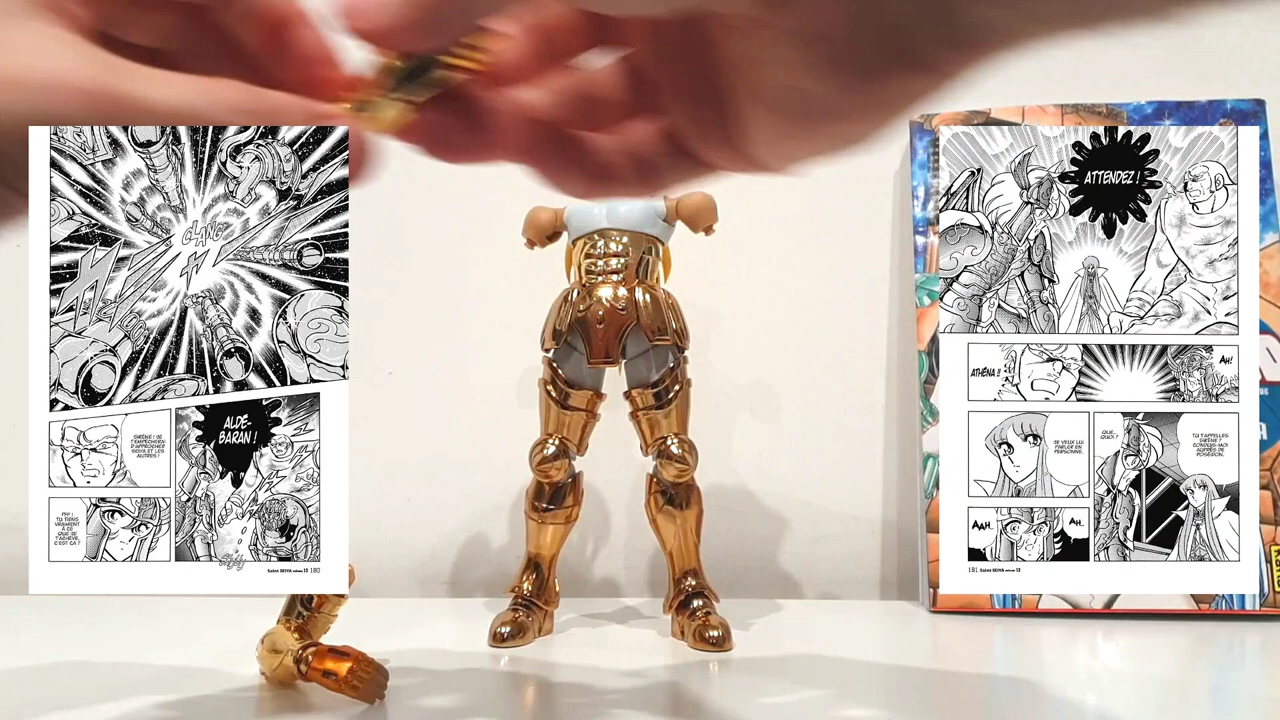 CLANG!
SIRÈNE ! JE
T'EMPÊCHERAI
D'APPROCHER
SEIYA ET LES
AUTRES !
ALDÉ-
BARAN !
PFF !
TU TIENS
VRAIMENT
À CE
QUE JE
T'ACHÈVE,
C'EST ÇA ?
Saint SEIYA volume 13 180
ATTENDEZ !
ATHÉNA !!
AH !
JE VEUX LUI
PARLER EN
PERSONNE.
QUE...
QUOI ?
TU T'APPELLES
SIRÈNE ?
CONDUIS-MOI
AUPRÈS DE
POSÉIDON.
AAH...
AH...
181 Saint SEIYA volume 13